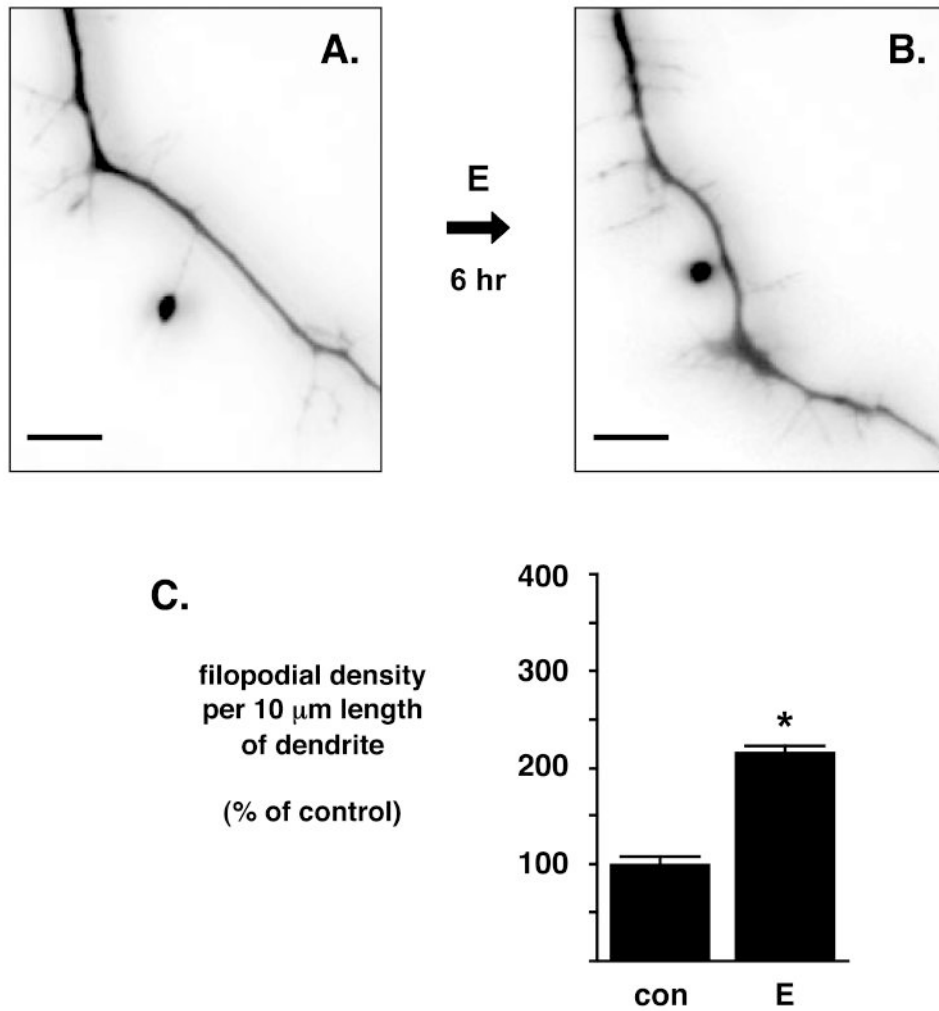 A.
B.
E
6 hr
C.
filopodial density
per 10 μm length
of dendrite
(% of control)
400
300
200
100
*
con
E